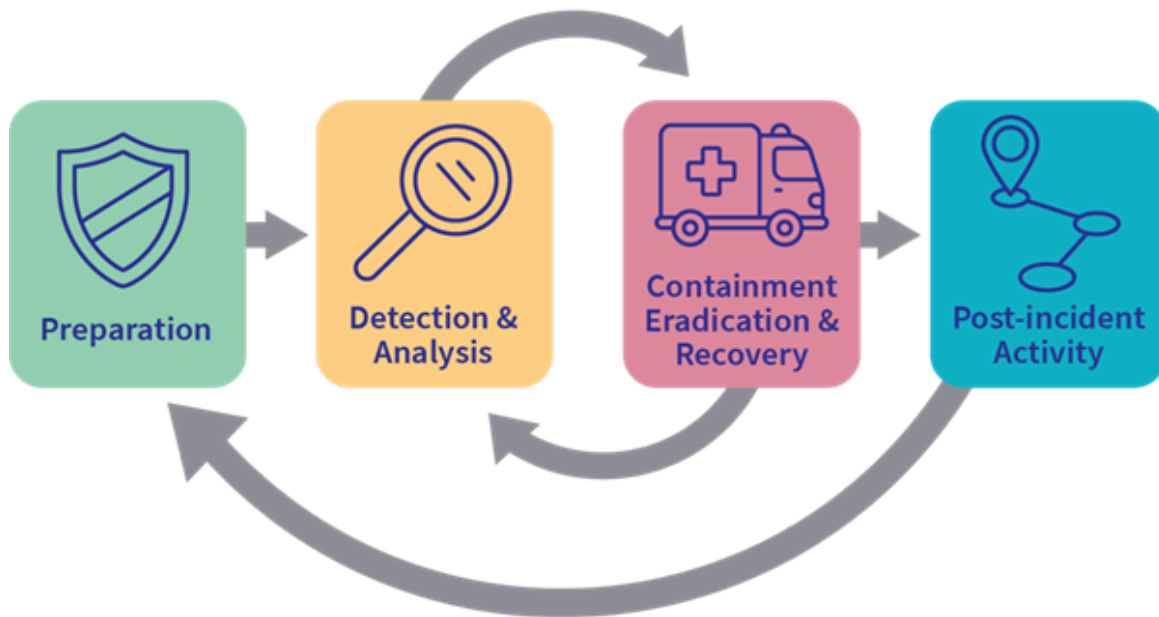 Preparation
Detection &
Analysis
Containment
Eradication &
Recovery
Post-incident
Activity